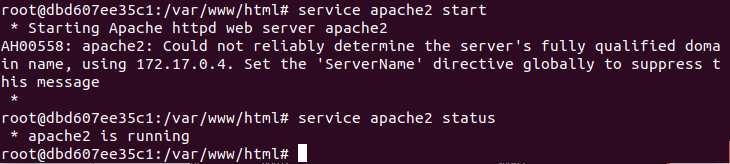 root@dbd607ee35c1:/var/www/html# service apache2 start
 * Starting Apache httpd web server apache2
AH00558: apache2: Could not reliably determine the server's fully qualified doma
in name, using 172.17.0.4. Set the 'ServerName' directive globally to suppress t
his message
 *
root@dbd607ee35c1:/var/www/html# service apache2 status
 * apache2 is running
root@dbd607ee35c1:/var/www/html#